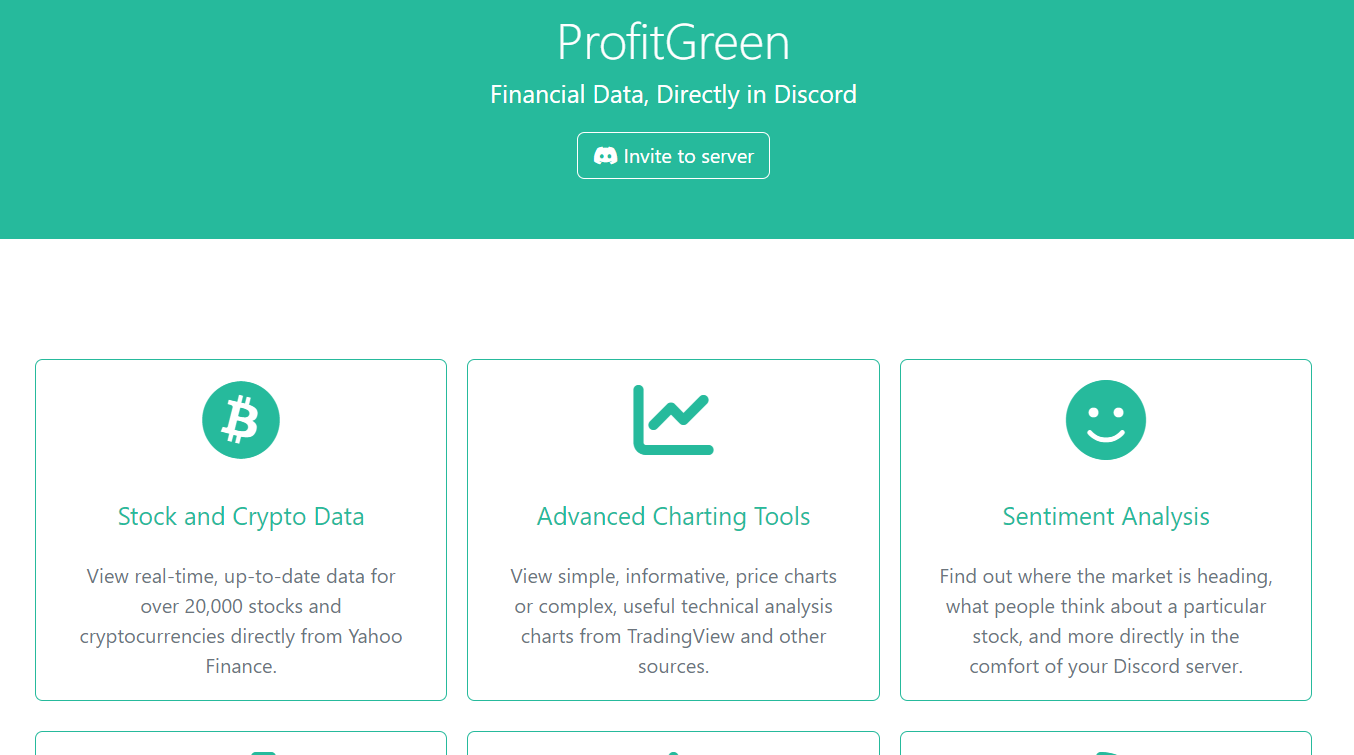 ProfitGreen
Financial Data, Directly in Discord
Invite to server
Stock and Crypto Data
View real-time, up-to-date data for
over 20,000 stocks and
cryptocurrencies directly from Yahoo
Finance.
Advanced Charting Tools
View simple, informative, price charts
or complex, useful technical analysis
charts from TradingView and other
sources.
Sentiment Analysis
Find out where the market is heading,
what people think about a particular
stock, and more directly in the
comfort of your Discord server.